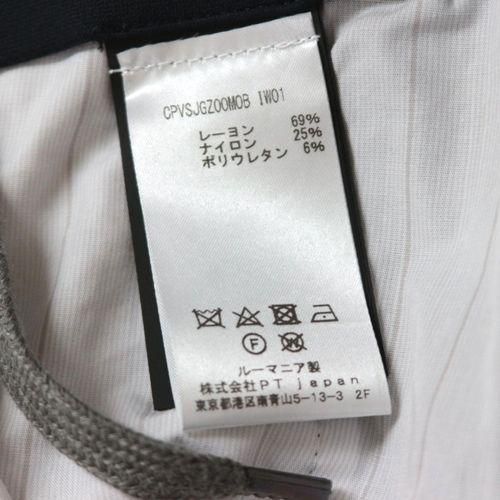 CPVSJGZ00MOB IW01
レーヨン 69%
ナイロン 25%
ポリウレタン 6%
F W
ルーマニア製
株式会社PT japan
東京都港区南青山5-13-3 2F